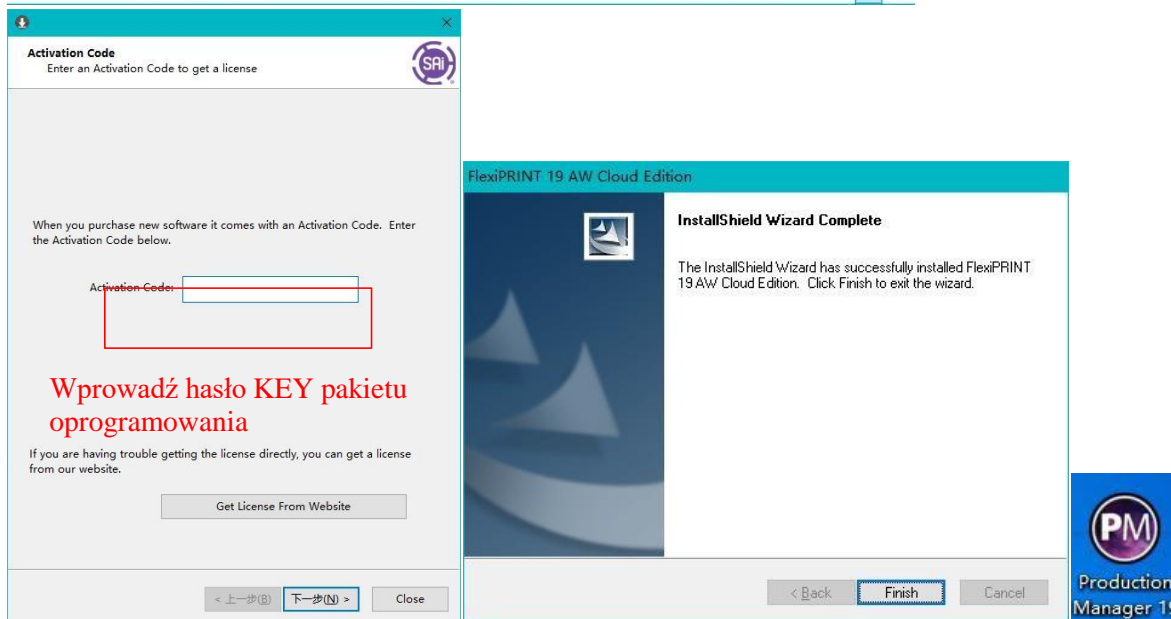 Activation Code
Enter an Activation Code to get a license
SAi
When you purchase new software it comes with an Activation Code. Enter
the Activation Code below.
Activation Code:
Wprowadź hasło KEY pakietu
oprogramowania
If you are having trouble getting the license directly, you can get a license
from our website.
Get License From Website
< 上一步(B) 下一步(N) > Close
FlexiPRINT 19 AW Cloud Edition
InstallShield Wizard Complete
The InstallShield Wizard has successfully installed FlexiPRINT
19 AW Cloud Edition. Click Finish to exit the wizard.
< Back Finish Cancel
PM
Production
Manager 19